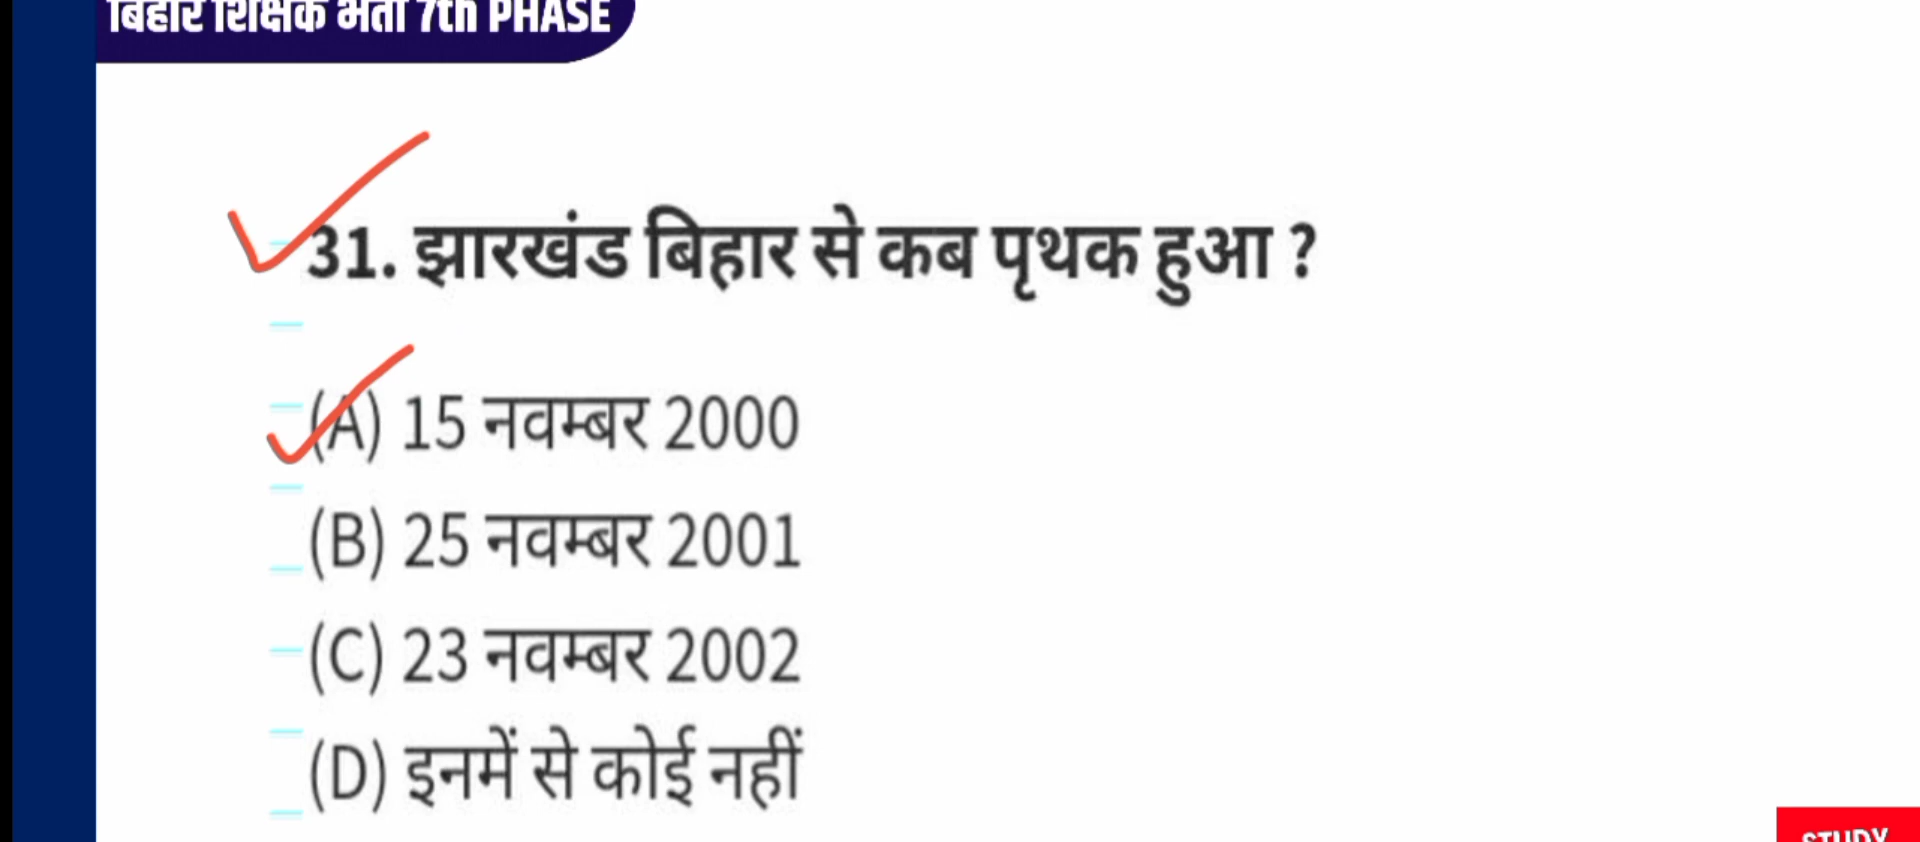 बिहार शिक्षक भर्ती 7th PHASE
31. झारखंड बिहार से कब पृथक हुआ ?
(A) 15 नवम्बर 2000
(B) 25 नवम्बर 2001
(C) 23 नवम्बर 2002
(D) इनमें से कोई नहीं
STUDY